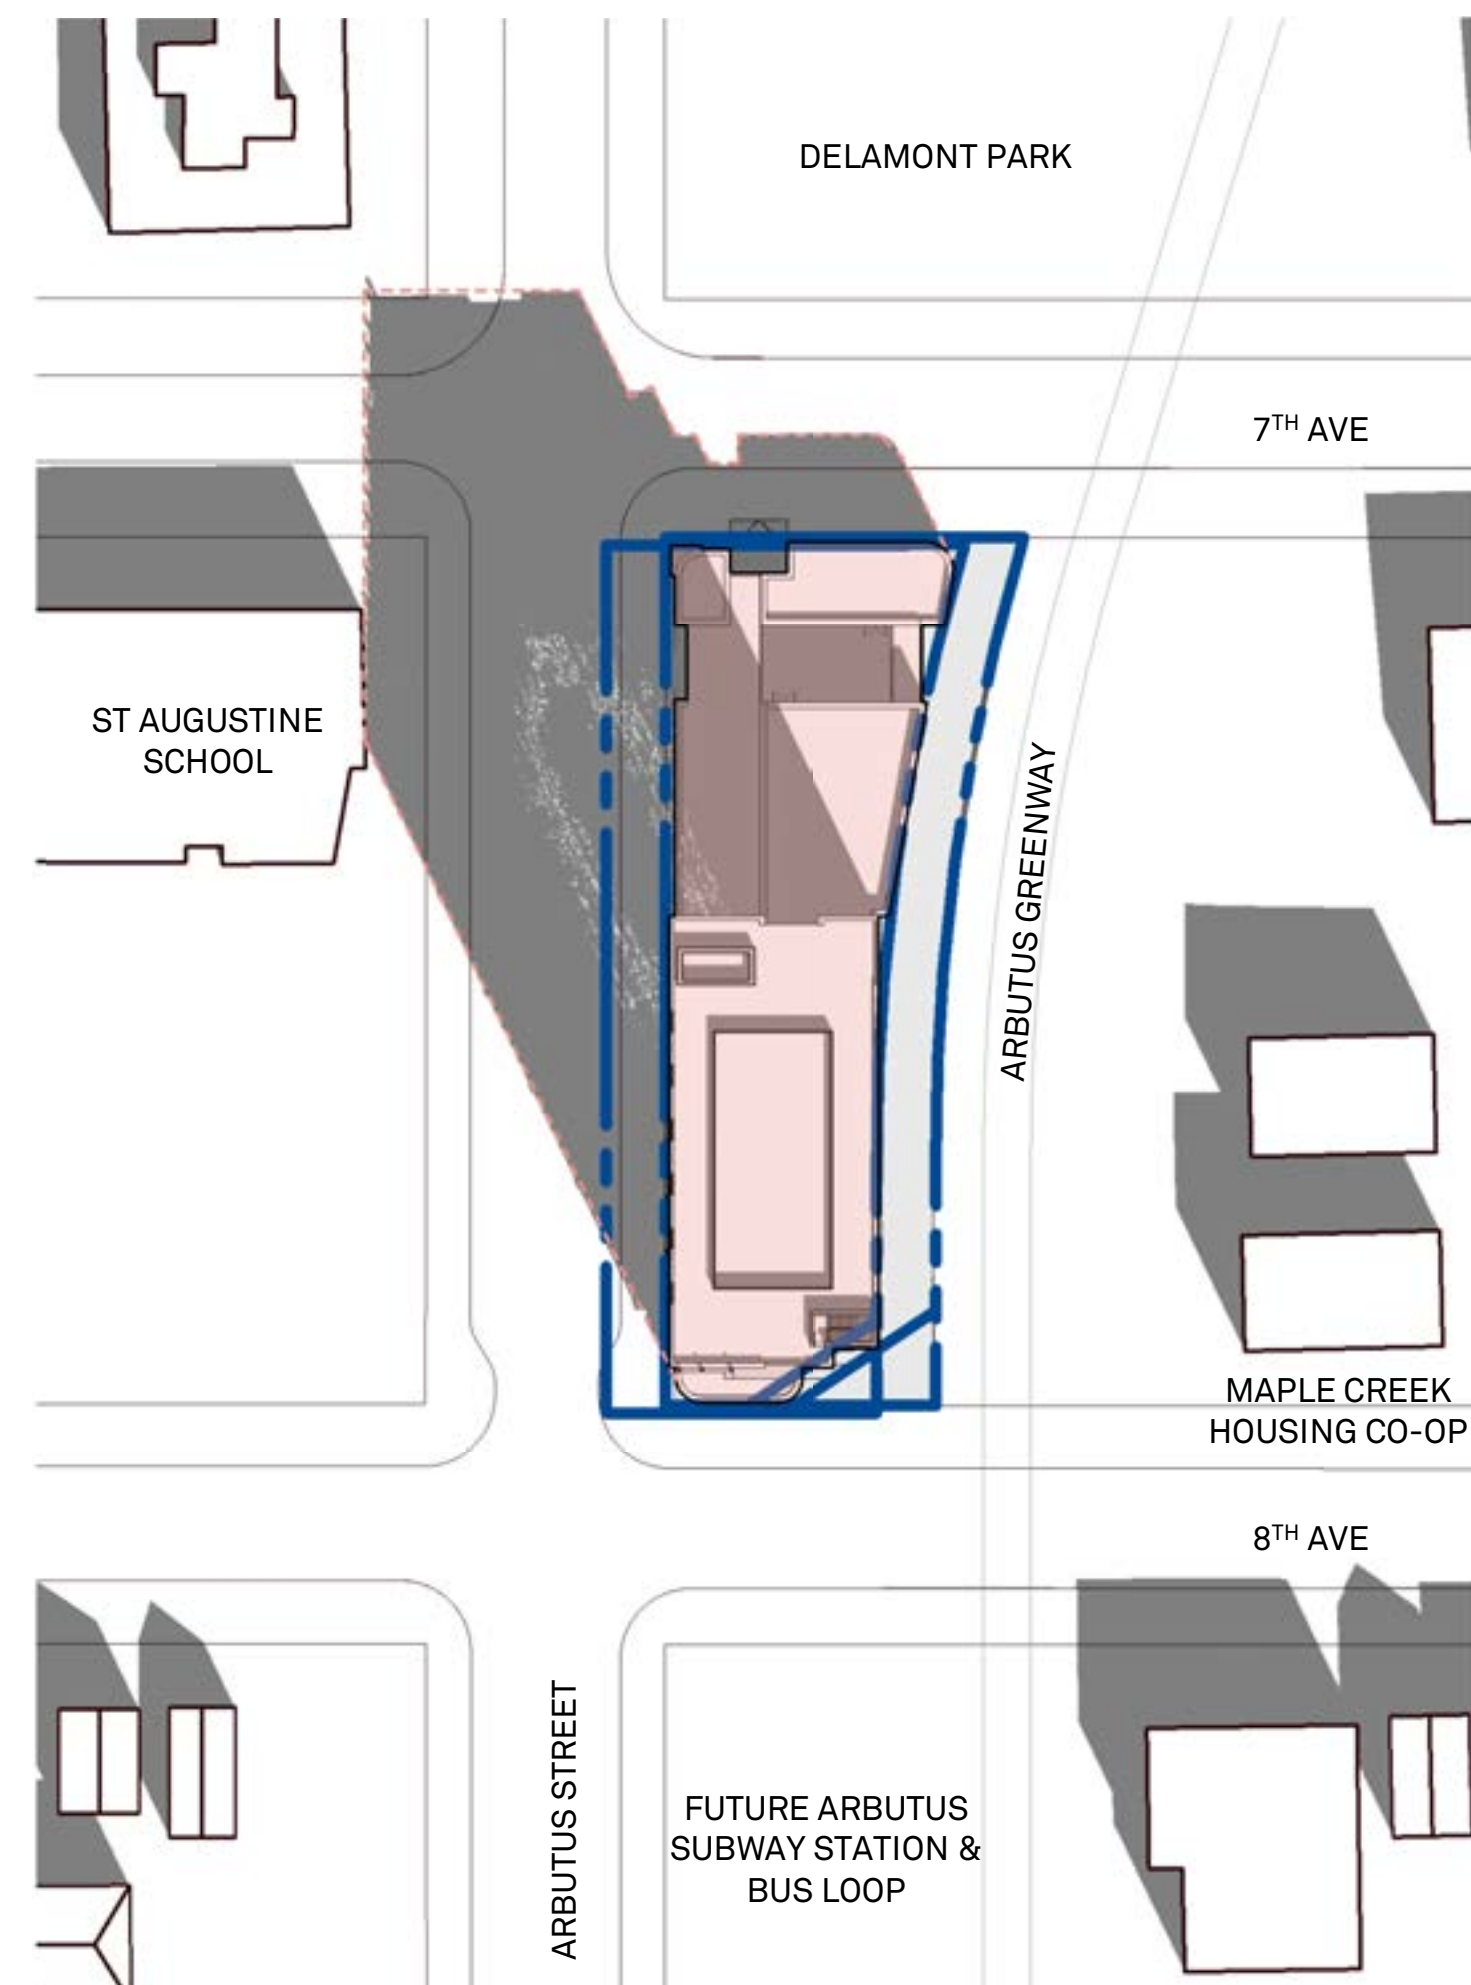 DELAMONT PARK
7TH AVE
ST AUGUSTINE
SCHOOL
ARBUTUS GREENWAY
MAPLE CREEK
HOUSING CO-OP
8TH AVE
ARBUTUS STREET
FUTURE ARBUTUS
SUBWAY STATION &
BUS LOOP